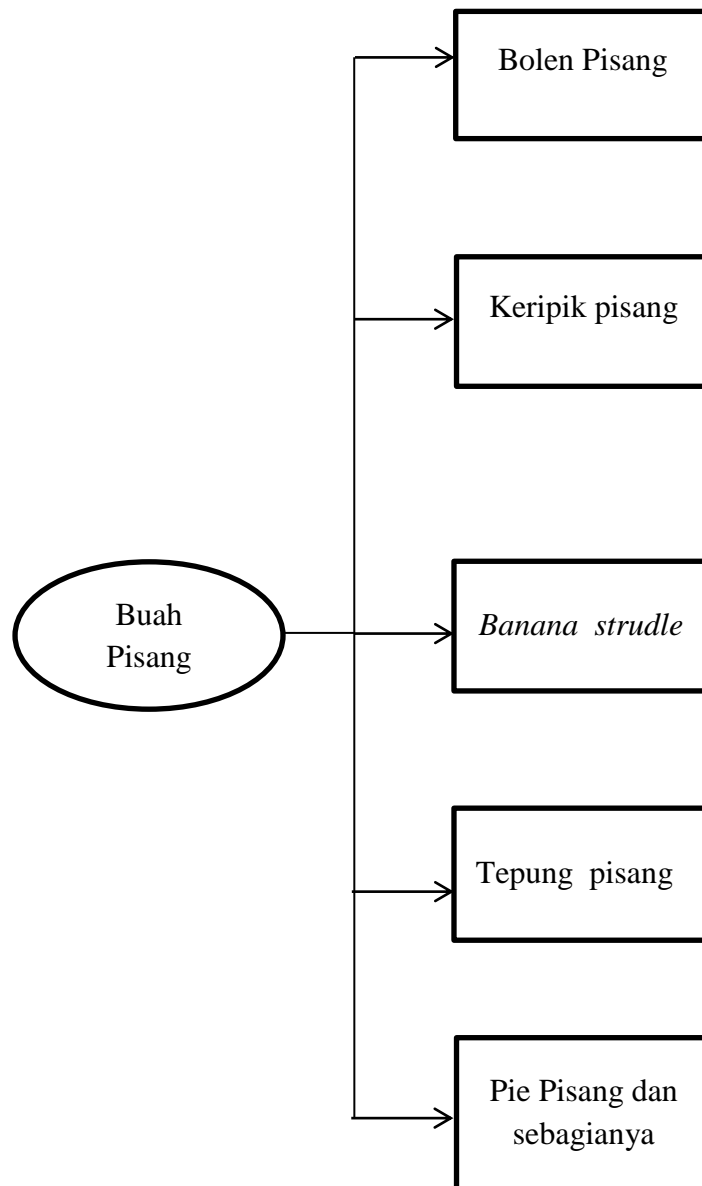 Bolen Pisang
Keripik pisang
Buah
Pisang
Banana strudle
Tepung pisang
Pie Pisang dan
sebagianya